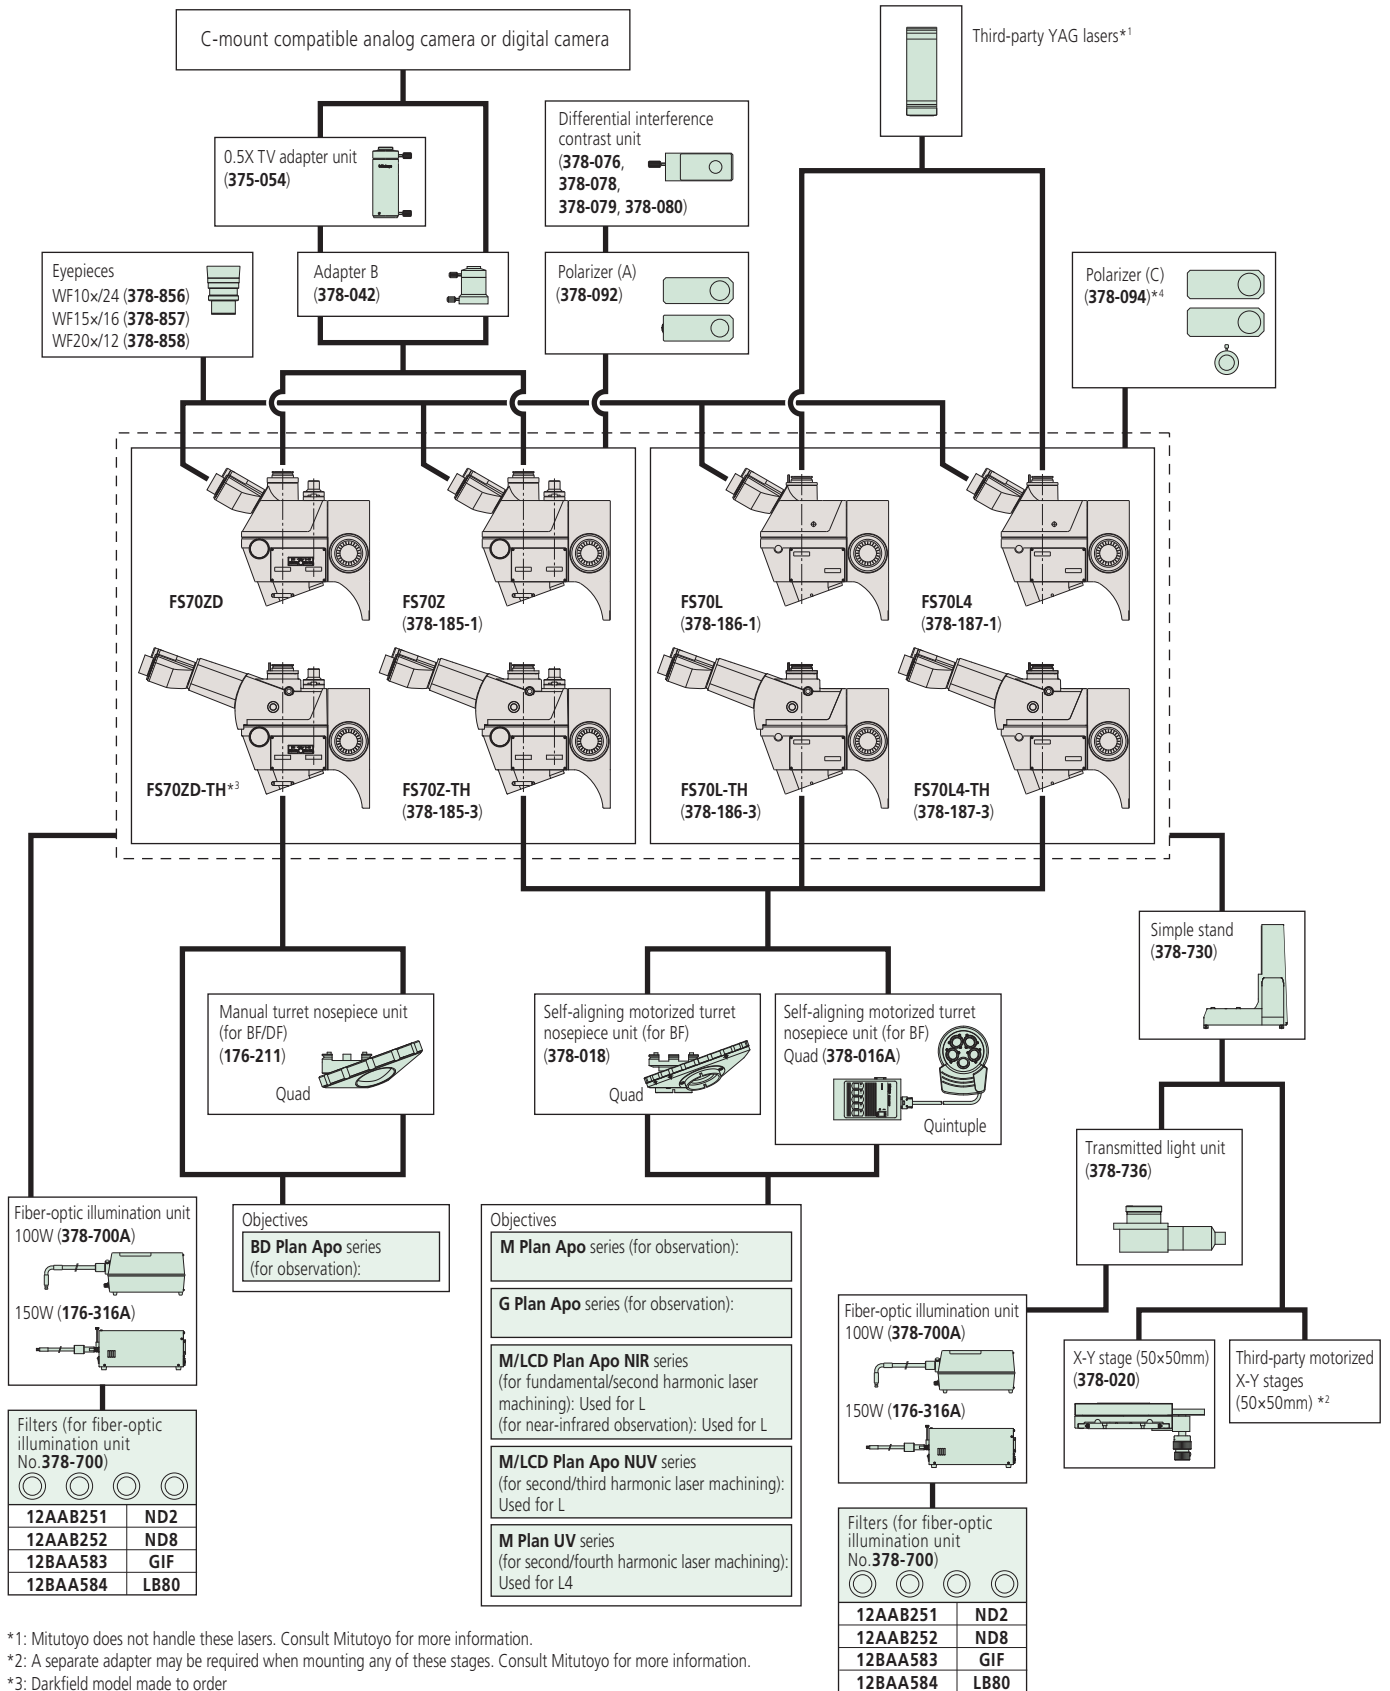 C-mount compatible analog camera or digital camera
Third-party YAG lasers*1
0.5X TV adapter unit
(375-054)
Differential interference
contrast unit
(378-076,
378-078,
378-079, 378-080)
Eyepieces
WF10×/24 (378-856)
WF15×/16 (378-857)
WF20×/12 (378-858)
Adapter B
(378-042)
Polarizer (A)
(378-092)
Polarizer (C)
(378-094)*4
FS70ZD
FS70Z
(378-185-1)
FS70L
(378-186-1)
FS70L4
(378-187-1)
FS70ZD-TH*3
FS70Z-TH
(378-185-3)
FS70L-TH
(378-186-3)
FS70L4-TH
(378-187-3)
Simple stand
(378-730)
Manual turret nosepiece unit
(for BF/DF)
(176-211)
Quad
Self-aligning motorized turret
nosepiece unit (for BF)
(378-018)
Quad
Self-aligning motorized turret
nosepiece unit (for BF)
Quad (378-016A)
Quintuple
Transmitted light unit
(378-736)
Fiber-optic illumination unit
100W (378-700A)
150W (176-316A)
Objectives
BD Plan Apo series
(for observation):
Objectives
M Plan Apo series (for observation):
G Plan Apo series (for observation):
M/LCD Plan Apo NIR series
(for fundamental/second harmonic laser
machining): Used for L
(for near-infrared observation): Used for L
M/LCD Plan Apo NUV series
(for second/third harmonic laser machining):
Used for L
M Plan UV series
(for second/fourth harmonic laser machining):
Used for L4
Fiber-optic illumination unit
100W (378-700A)
150W (176-316A)
X-Y stage (50×50mm)
(378-020)
Third-party motorized
X-Y stages
(50×50mm) *2
Filters (for fiber-optic
illumination unit
No.378-700)
12AAB251 ND2
12AAB252 ND8
12BAA583 GIF
12BAA584 LB80
Filters (for fiber-optic
illumination unit
No.378-700)
12AAB251 ND2
12AAB252 ND8
12BAA583 GIF
12BAA584 LB80
*1: Mitutoyo does not handle these lasers. Consult Mitutoyo for more information.
*2: A separate adapter may be required when mounting any of these stages. Consult Mitutoyo for more information.
*3: Darkfield model made to order